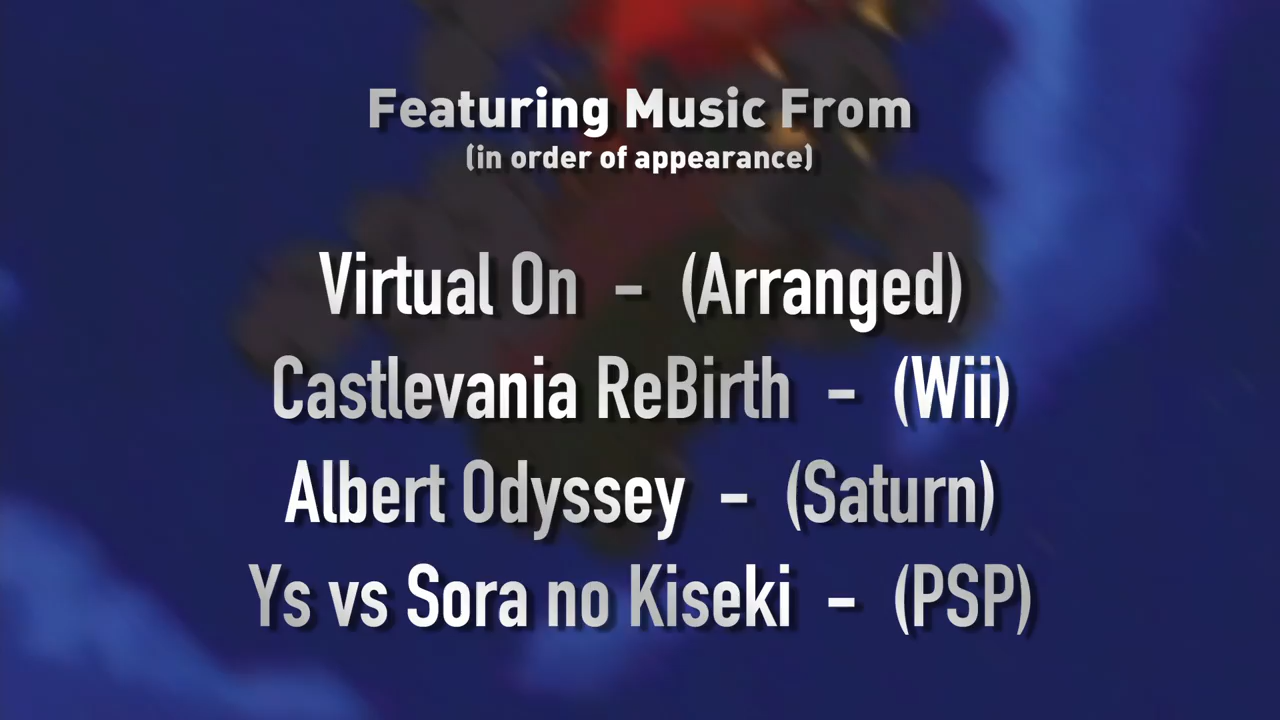 Featuring Music From
(in order of appearance)
Virtual On - (Arranged)
Castlevania ReBirth - (Wii)
Albert Odyssey - (Saturn)
Ys vs Sora no Kiseki - (PSP)